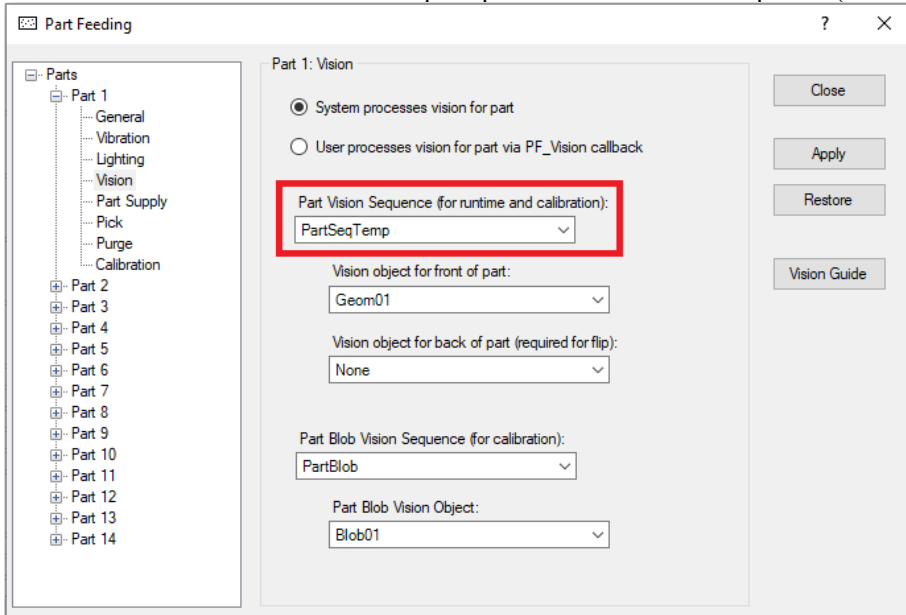 Part Feeding
? ×
Parts
Part 1
General
Vibration
Lighting
Vision
Part Supply
Pick
Purge
Calibration
Part 2
Part 3
Part 4
Part 5
Part 6
Part 7
Part 8
Part 9
Part 10
Part 11
Part 12
Part 13
Part 14
Part 1: Vision
System processes vision for part
User processes vision for part via PF_Vision callback
Part Vision Sequence (for runtime and calibration):
PartSeqTemp
Vision object for front of part:
Geom01
Vision object for back of part (required for flip):
None
Part Blob Vision Sequence (for calibration):
PartBlob
Part Blob Vision Object:
Blob01
Close
Apply
Restore
Vision Guide